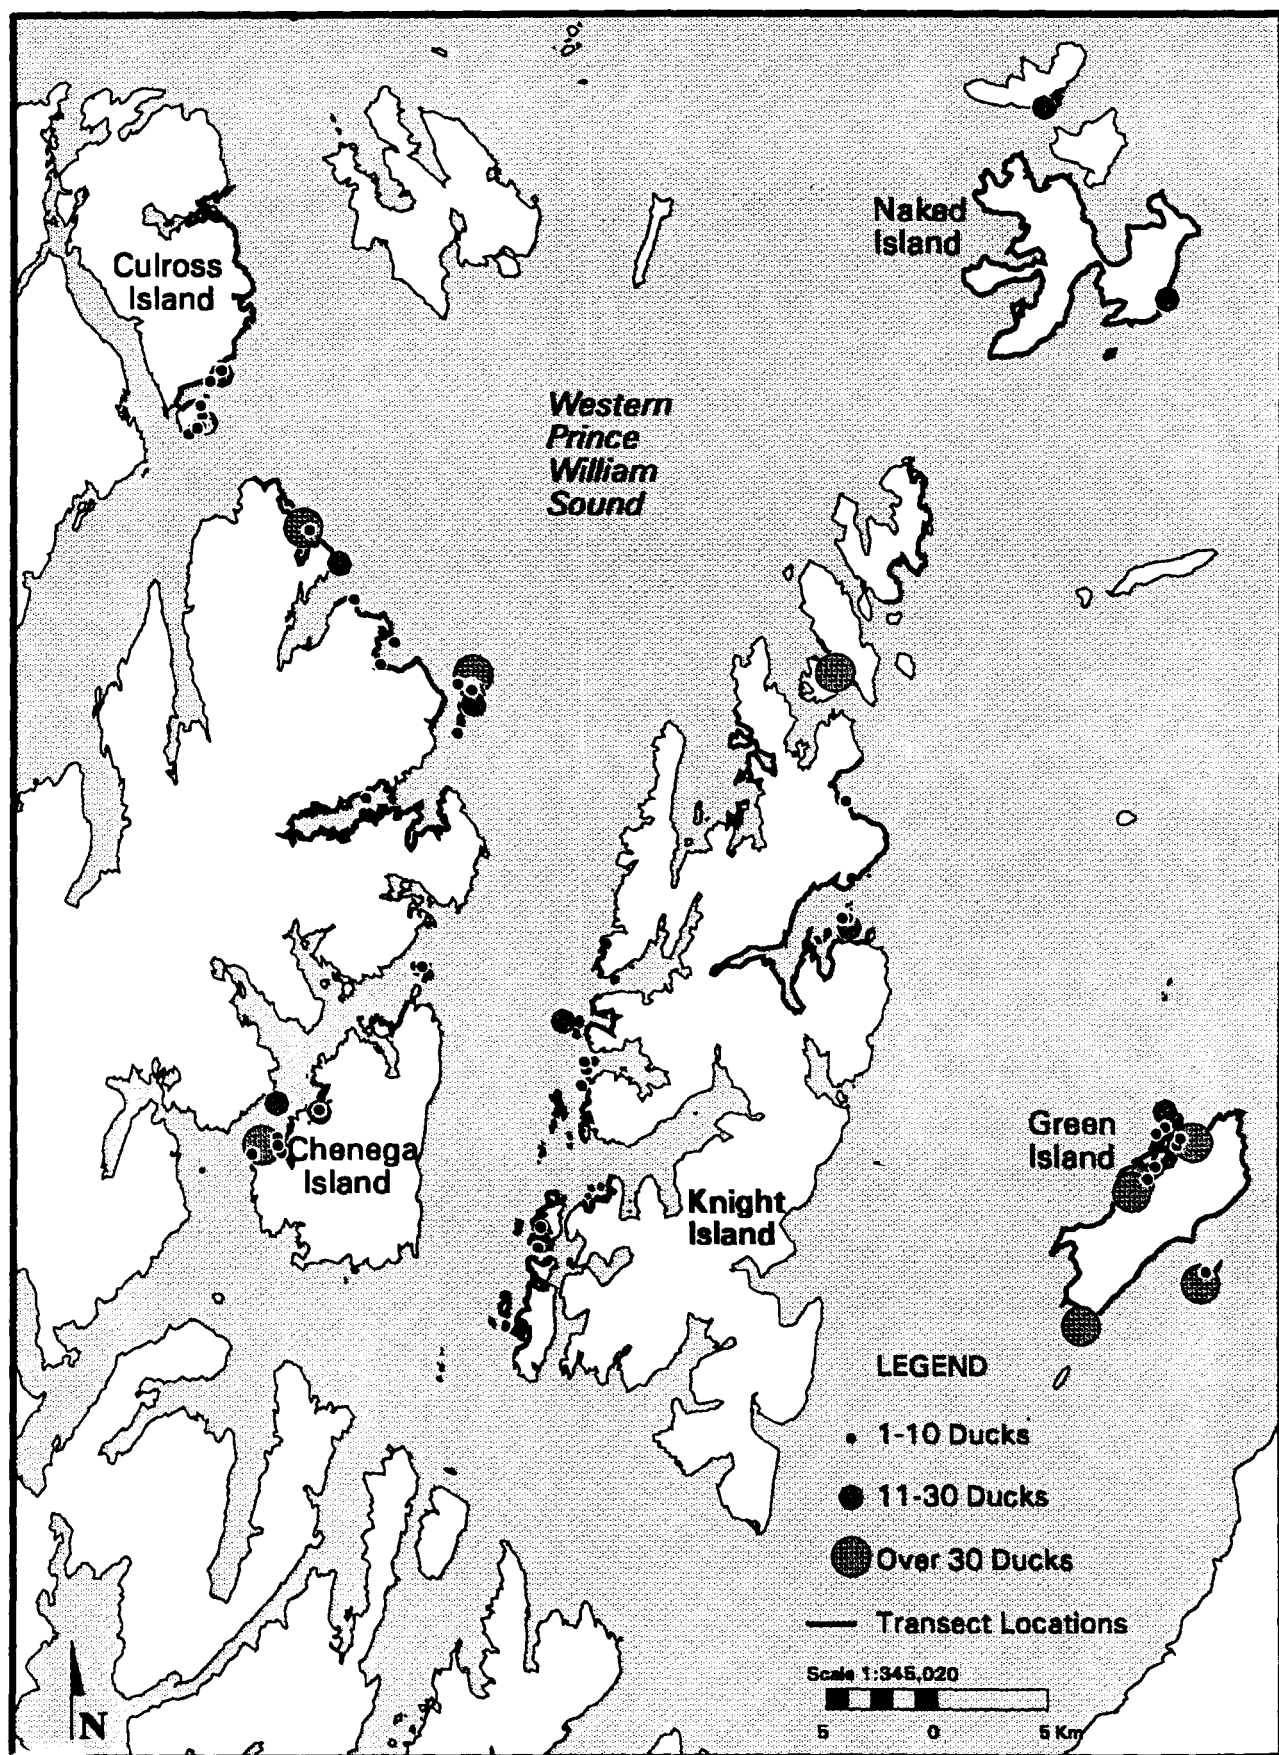 Naked
Island
Culross
Island
Western
Prince
William
Sound
Green
Island
Chenega
Island
Knight
Island
LEGEND
1-10 Ducks
11-30 Ducks
Over 30 Ducks
Transect Locations
Scale 1:345,020
5 0 5 Km
N